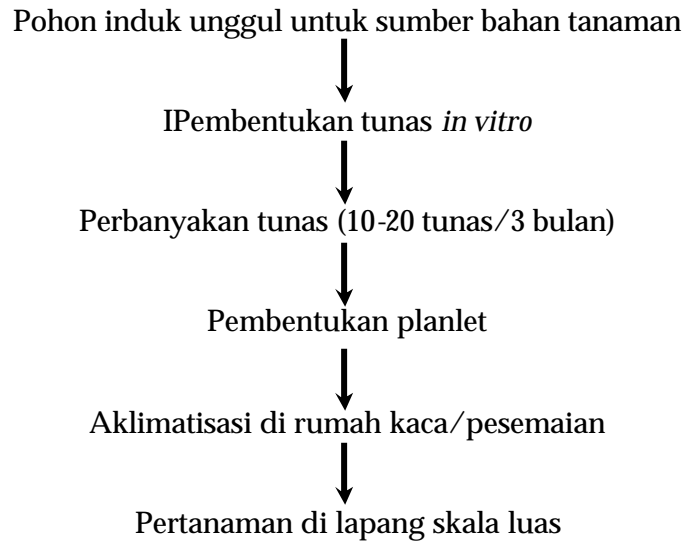 Pohon induk unggul untuk sumber bahan tanaman
IPembentukan tunas in vitro
Perbanyakan tunas (10-20 tunas/3 bulan)
Pembentukan planlet
Aklimatisasi di rumah kaca/pesemaian
Pertanaman di lapang skala luas